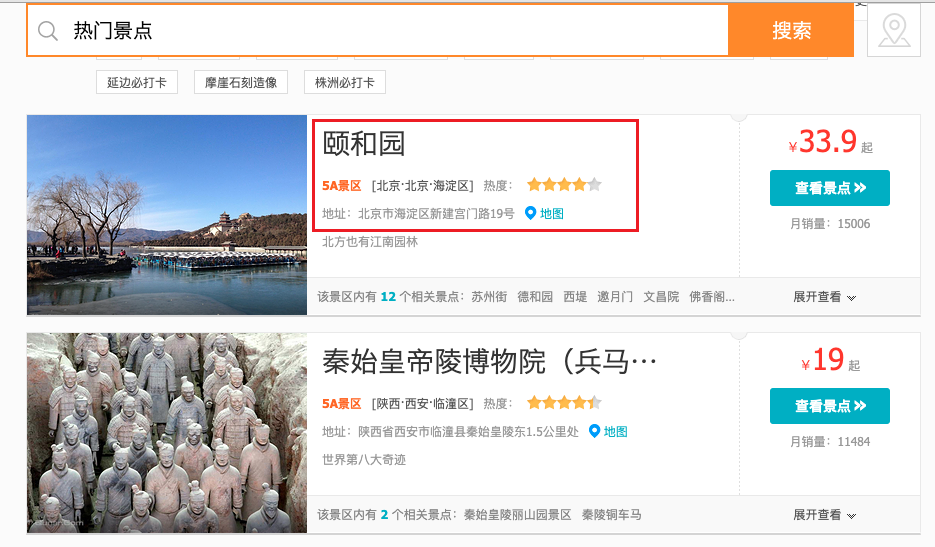 热门景点
搜索
延边必打卡 摩崖石刻造像 株洲必打卡
颐和园
5A景区 [北京·北京·海淀区] 热度：
地址：北京市海淀区新建宫门路19号 地图
北方也有江南园林
该景区内有 12 个相关景点：苏州街 德和园 西堤 邀月门 文昌院 佛香阁...
¥33.9 起
查看景点 »
月销量：15006
展开查看
秦始皇帝陵博物院（兵马…
5A景区 [陕西·西安·临潼区] 热度：
地址：陕西省西安市临潼县秦始皇陵东1.5公里处 地图
世界第八大奇迹
该景区内有 2 个相关景点：秦始皇陵丽山园景区 秦陵铜车马
¥19 起
查看景点 »
月销量：11484
展开查看